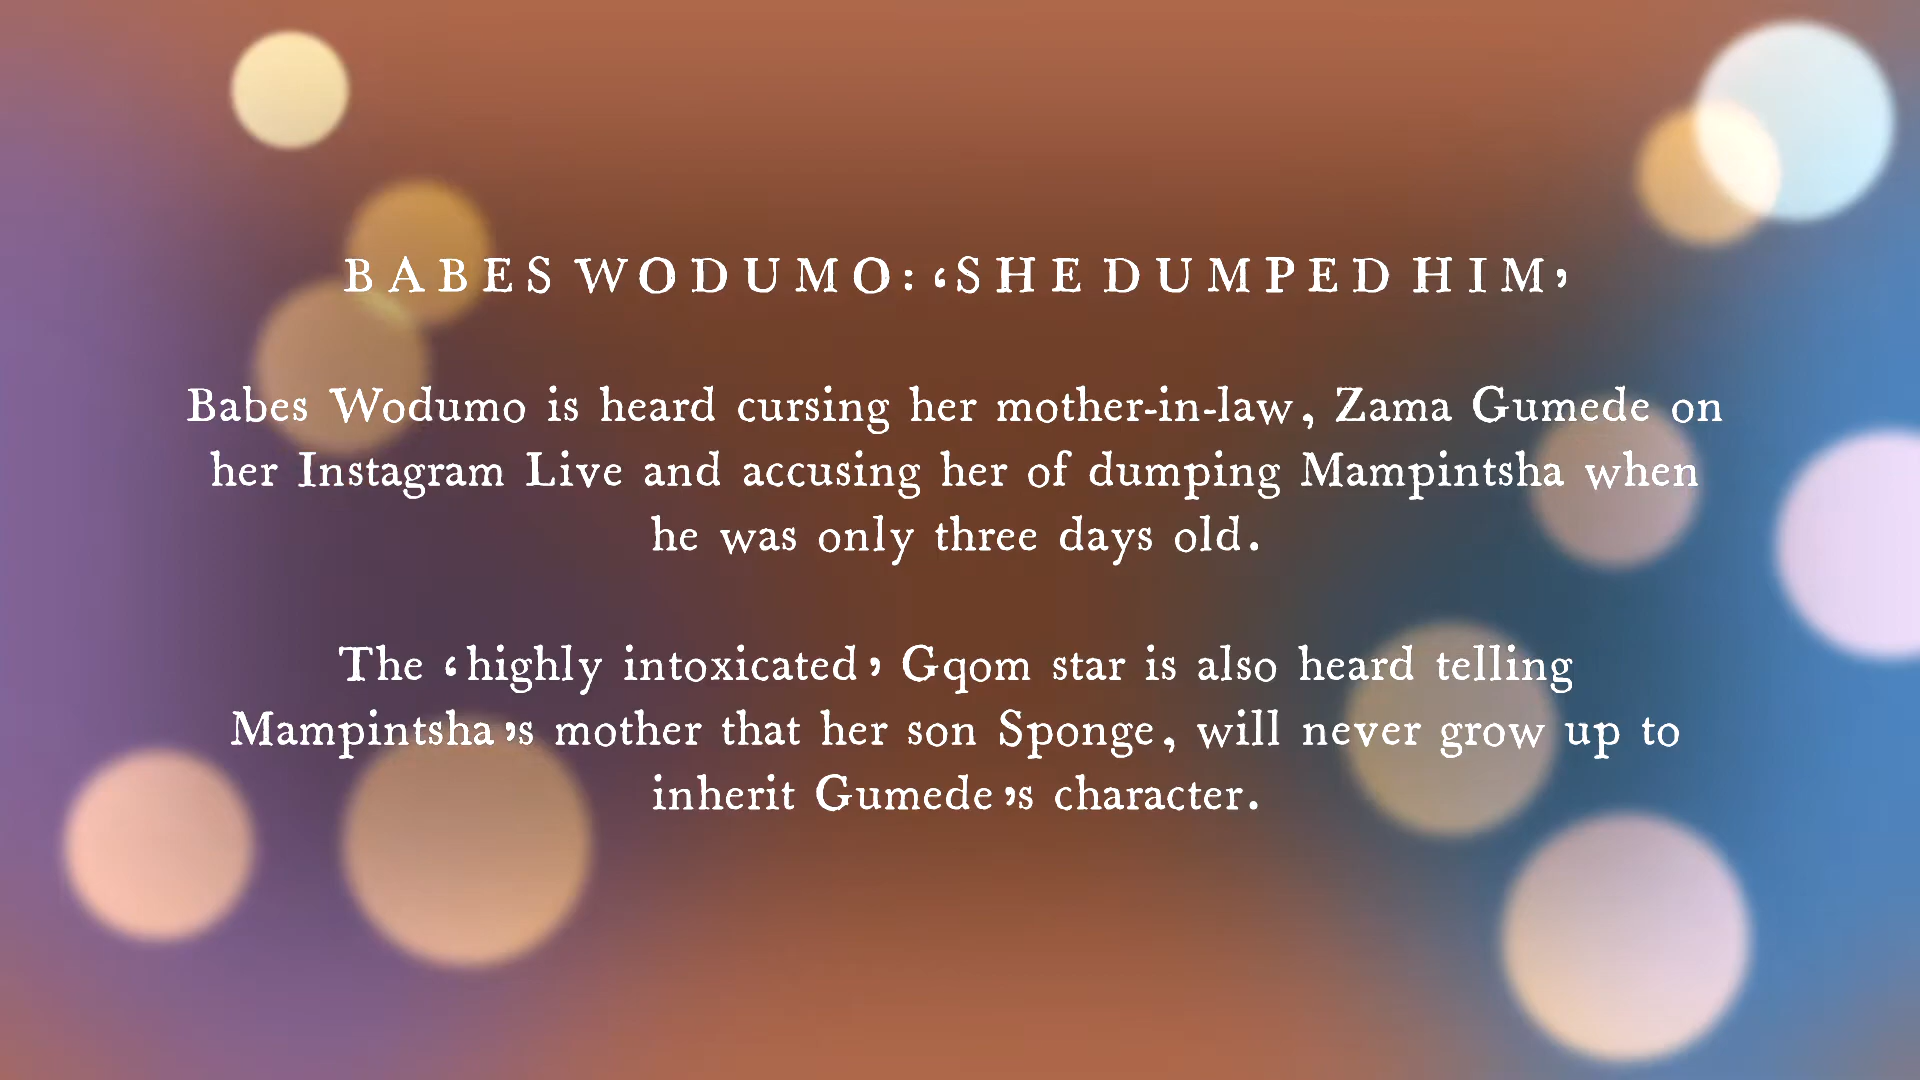 BABES WODUMO: ‘SHE DUMPED HIM’
Babes Wodumo is heard cursing her mother-in-law, Zama Gumede on
her Instagram Live and accusing her of dumping Mampintsha when
he was only three days old.
The ‘highly intoxicated’ Gqom star is also heard telling
Mampintsha’s mother that her son Sponge, will never grow up to
inherit Gumede’s character.